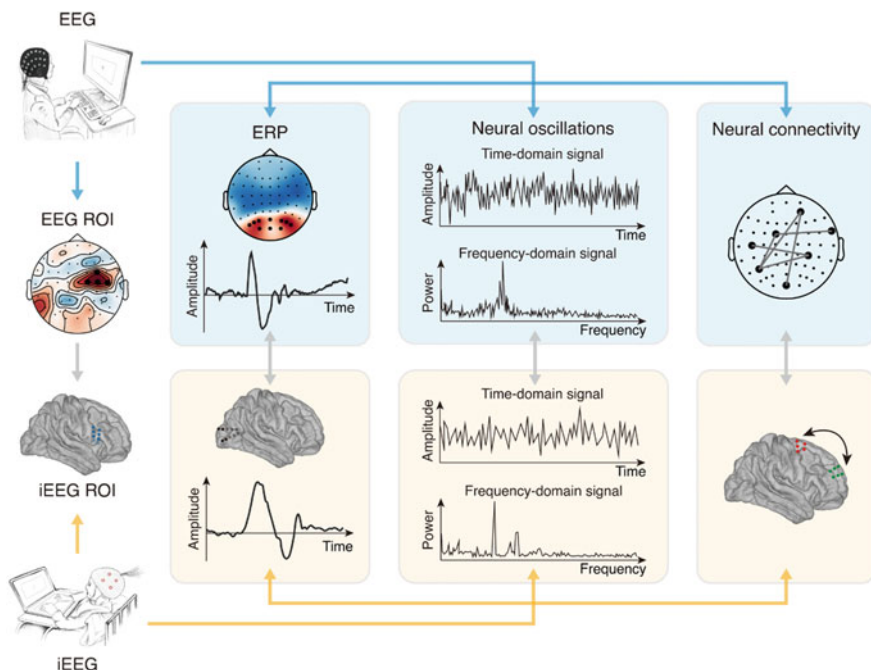 EEG
EEG ROI
iEEG ROI
iEEG
ERP
Amplitude
Time
Neural oscillations
Time-domain signal
Amplitude
Time
Frequency-domain signal
Power
Frequency
Neural connectivity
Amplitude
Time
Time-domain signal
Amplitude
Time
Frequency-domain signal
Power
Frequency